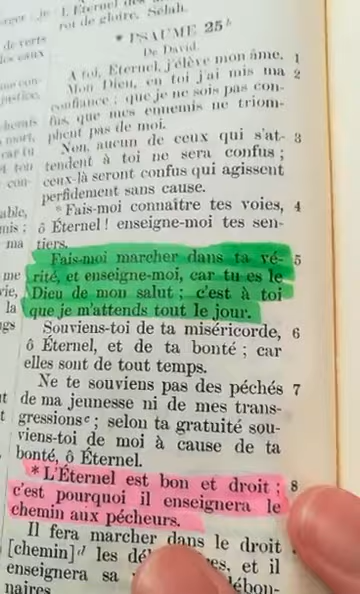 l'Éternel des
roi de gloire. Sélah.
* PSAUME 25ᵇ
De David.
A toi, Éternel, j'élève mon âme. 1
Mon Dieu, en toi j'ai mis ma 2
confiance ; que je ne sois pas con-
fus, que mes ennemis ne triom-
phent pas de moi.
Non, aucun de ceux qui s'at- 3
tendent à toi ne sera confus ;
ceux-là seront confus qui agissent
perfidement sans cause.
* Fais-moi connaître tes voies, 4
ô Éternel ! enseigne-moi tes sen-
tiers.
Fais-moi marcher dans ta vé- 5
rité, et enseigne-moi, car tu es le
Dieu de mon salut ; c'est à toi
que je m'attends tout le jour.
Souviens-toi de ta miséricorde, 6
ô Éternel, et de ta bonté ; car
elles sont de tout temps.
Ne te souviens pas des péchés 7
de ma jeunesse ni de mes trans-
gressionsᶜ ; selon ta gratuité sou-
viens-toi de moi à cause de ta
bonté, ô Éternel.
* L'Éternel est bon et droit ; 8
c'est pourquoi il enseignera le
chemin aux pécheurs.
Il fera marcher dans le droit
[chemin]ᵈ les et il
enseignera sa
naires